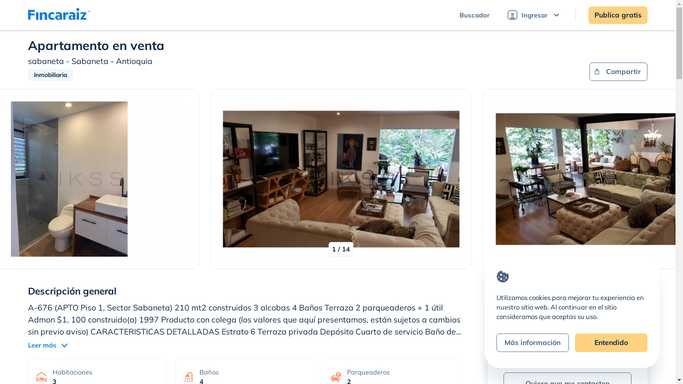 Fincaraiz
Buscador
Ingresar
Publica gratis
Apartamento en venta
sabaneta - Sabaneta - Antioquia
Inmobiliaria
Compartir
1 / 14
Descripción general
A-676 (APTO Piso 1, Sector Sabaneta) 210 mt2 construidos 3 alcobas 4 Baños Terraza 2 parqueaderos + 1 útil
Admon $1, 100 construido(a) 1997 Producto con colega (los valores que aquí presentamos, están sujetos a cambios
sin previo aviso) CARACTERISTICAS DETALLADAS Estrato 6 Terraza privada Depósito Cuarto de servicio Baño de...
Leer más
Habitaciones
3
Baños
4
Parqueaderos
2
Utilizamos cookies para mejorar tu experiencia en
nuestro sitio web. Al continuar en el sitio
consideramos que aceptas su uso.
Más información
Entendido
Quiero que me contacten